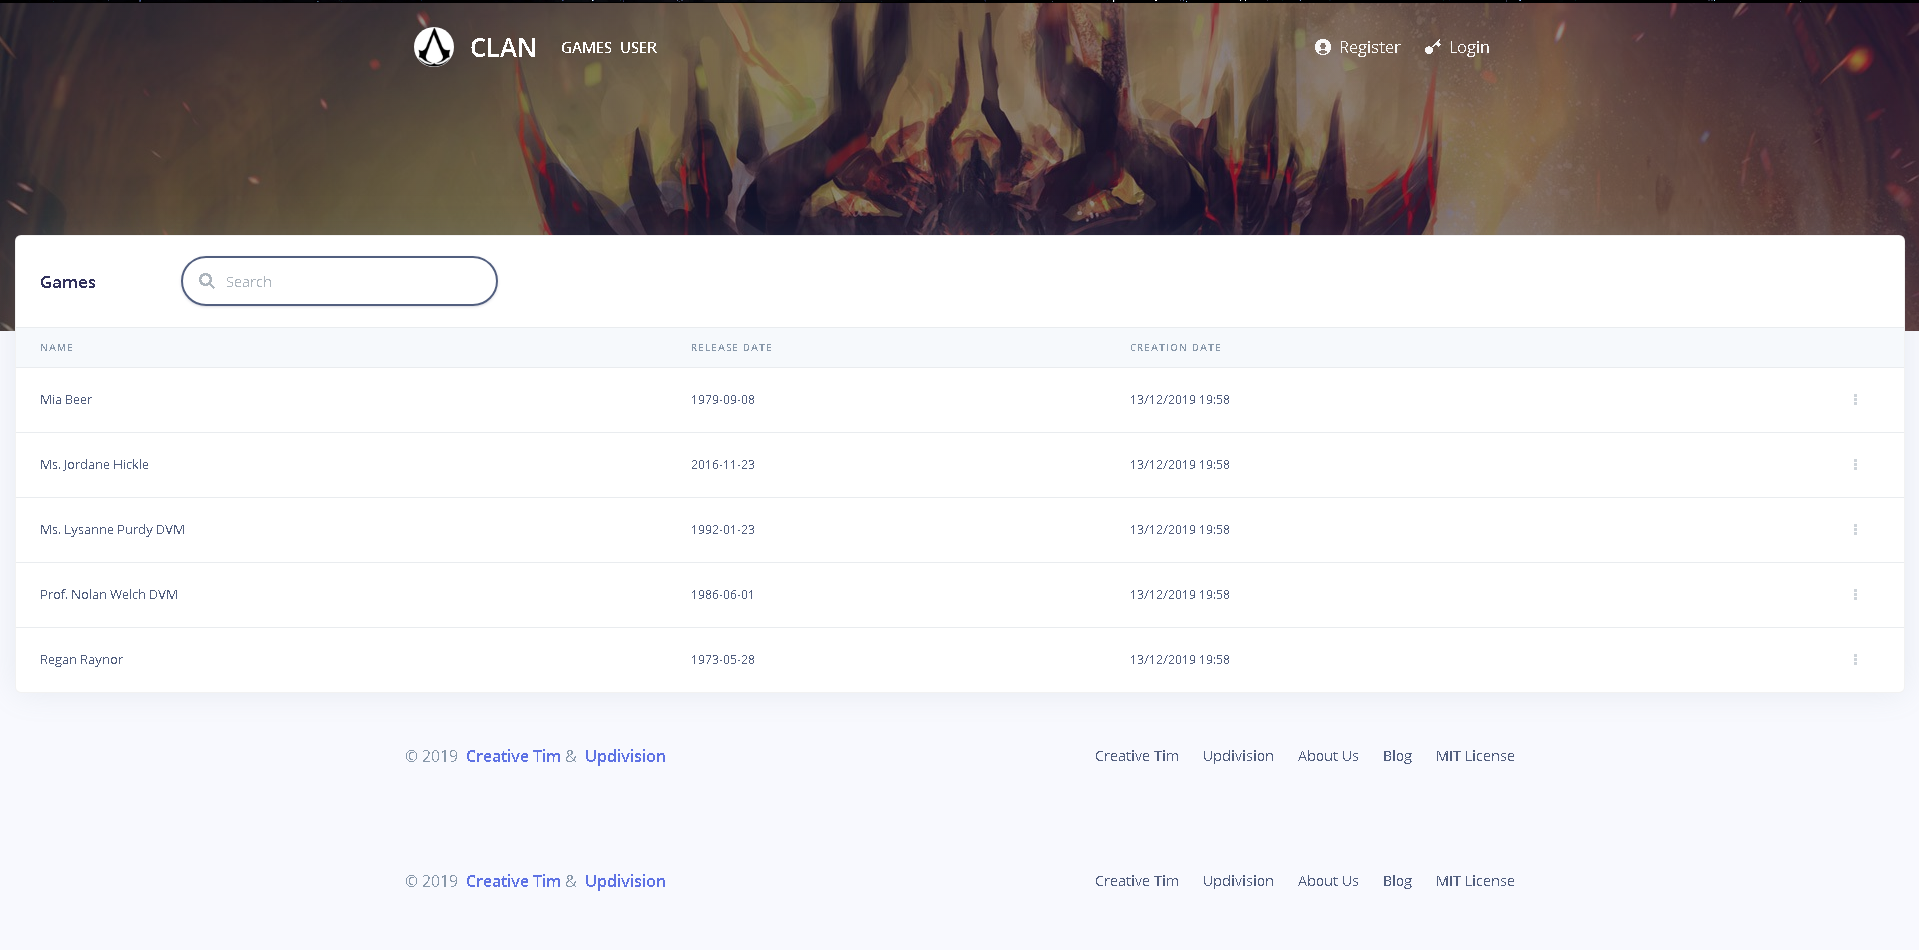 CLAN GAMES USER Register Login
Games Search
NAME RELEASE DATE CREATION DATE
Mia Beer 1979-09-08 13/12/2019 19:58
Ms. Jordane Hickle 2016-11-23 13/12/2019 19:58
Ms. Lysanne Purdy DVM 1992-01-23 13/12/2019 19:58
Prof. Nolan Welch DVM 1986-06-01 13/12/2019 19:58
Regan Raynor 1973-05-28 13/12/2019 19:58
© 2019 Creative Tim & Updivision Creative Tim Updivision About Us Blog MIT License
© 2019 Creative Tim & Updivision Creative Tim Updivision About Us Blog MIT License